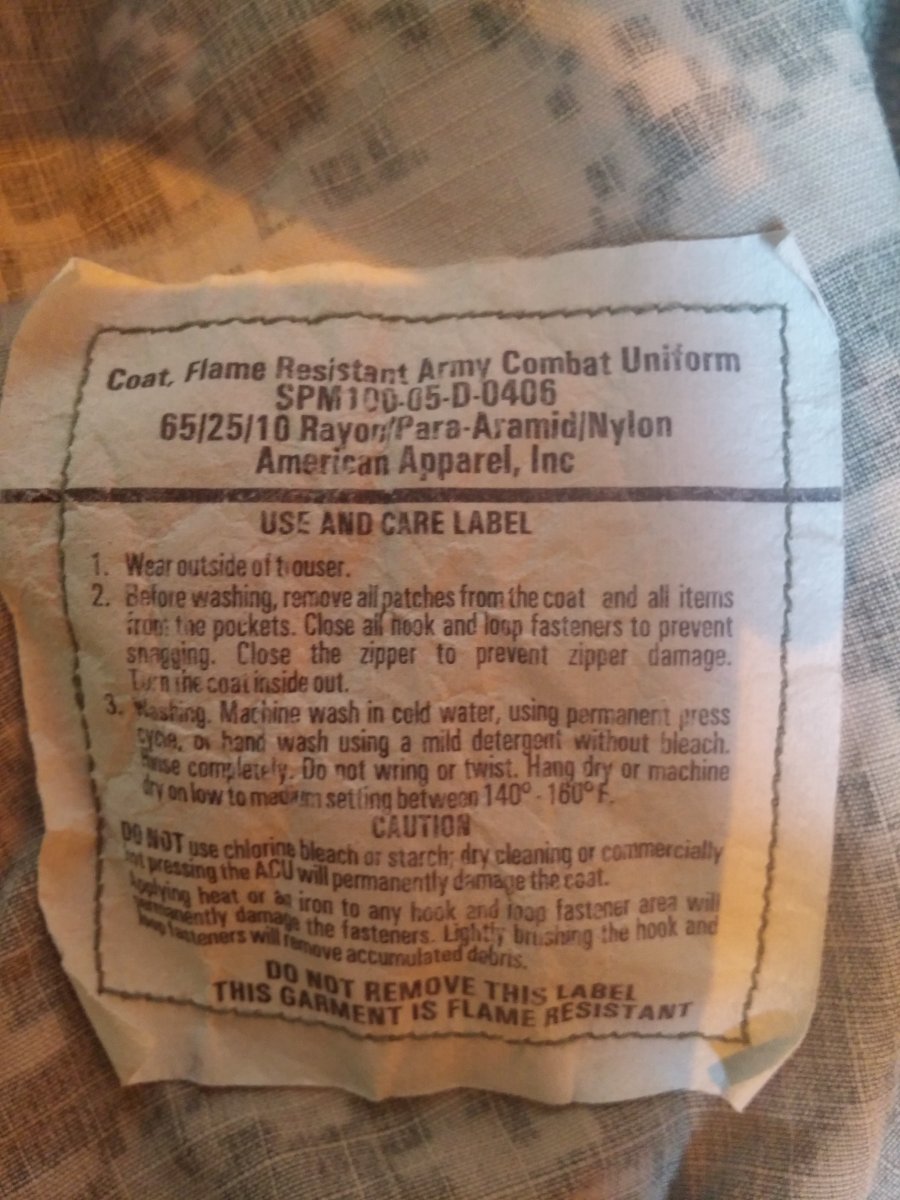 Coat, Flame Resistant Army Combat Uniform
SPM100-05-D-0406
65/25/10 Rayon/Para-Aramid/Nylon
American Apparel, Inc
USE AND CARE LABEL
1. Wear outside of trouser.
2. Before washing, remove all patches from the coat and all items
from the pockets. Close all hook and loop fasteners to prevent
snagging. Close the zipper to prevent zipper damage.
Turn the coat inside out.
3. Washing. Machine wash in cold water, using permanent press
cycle, or hand wash using a mild detergent without bleach.
Rinse completely. Do not wring or twist. Hang dry or machine
dry on low to medium setting between 140° - 160° F.
CAUTION
DO NOT use chlorine bleach or starch; dry cleaning or commercially
hot pressing the ACU will permanently damage the coat.
Applying heat or an iron to any hook and loop fastener area will
permanently damage the fasteners. Lightly brushing the hook and
loop fasteners will remove accumulated debris.
DO NOT REMOVE THIS LABEL
THIS GARMENT IS FLAME RESISTANT